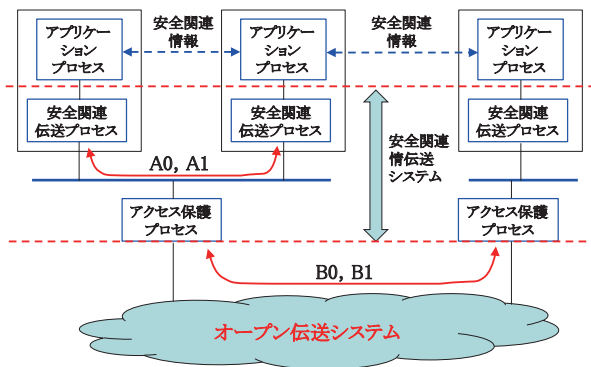 アプリケー
ション
プロセス
安全関連
情報
アプリケー
ション
プロセス
安全関連
情報
アプリケー
ション
プロセス
安全関連
伝送プロセス
安全関連
伝送プロセス
安全関連
伝送プロセス
安全関連
情伝送
システム
A0, A1
アクセス保護
プロセス
アクセス保護
プロセス
B0, B1
オープン伝送システム